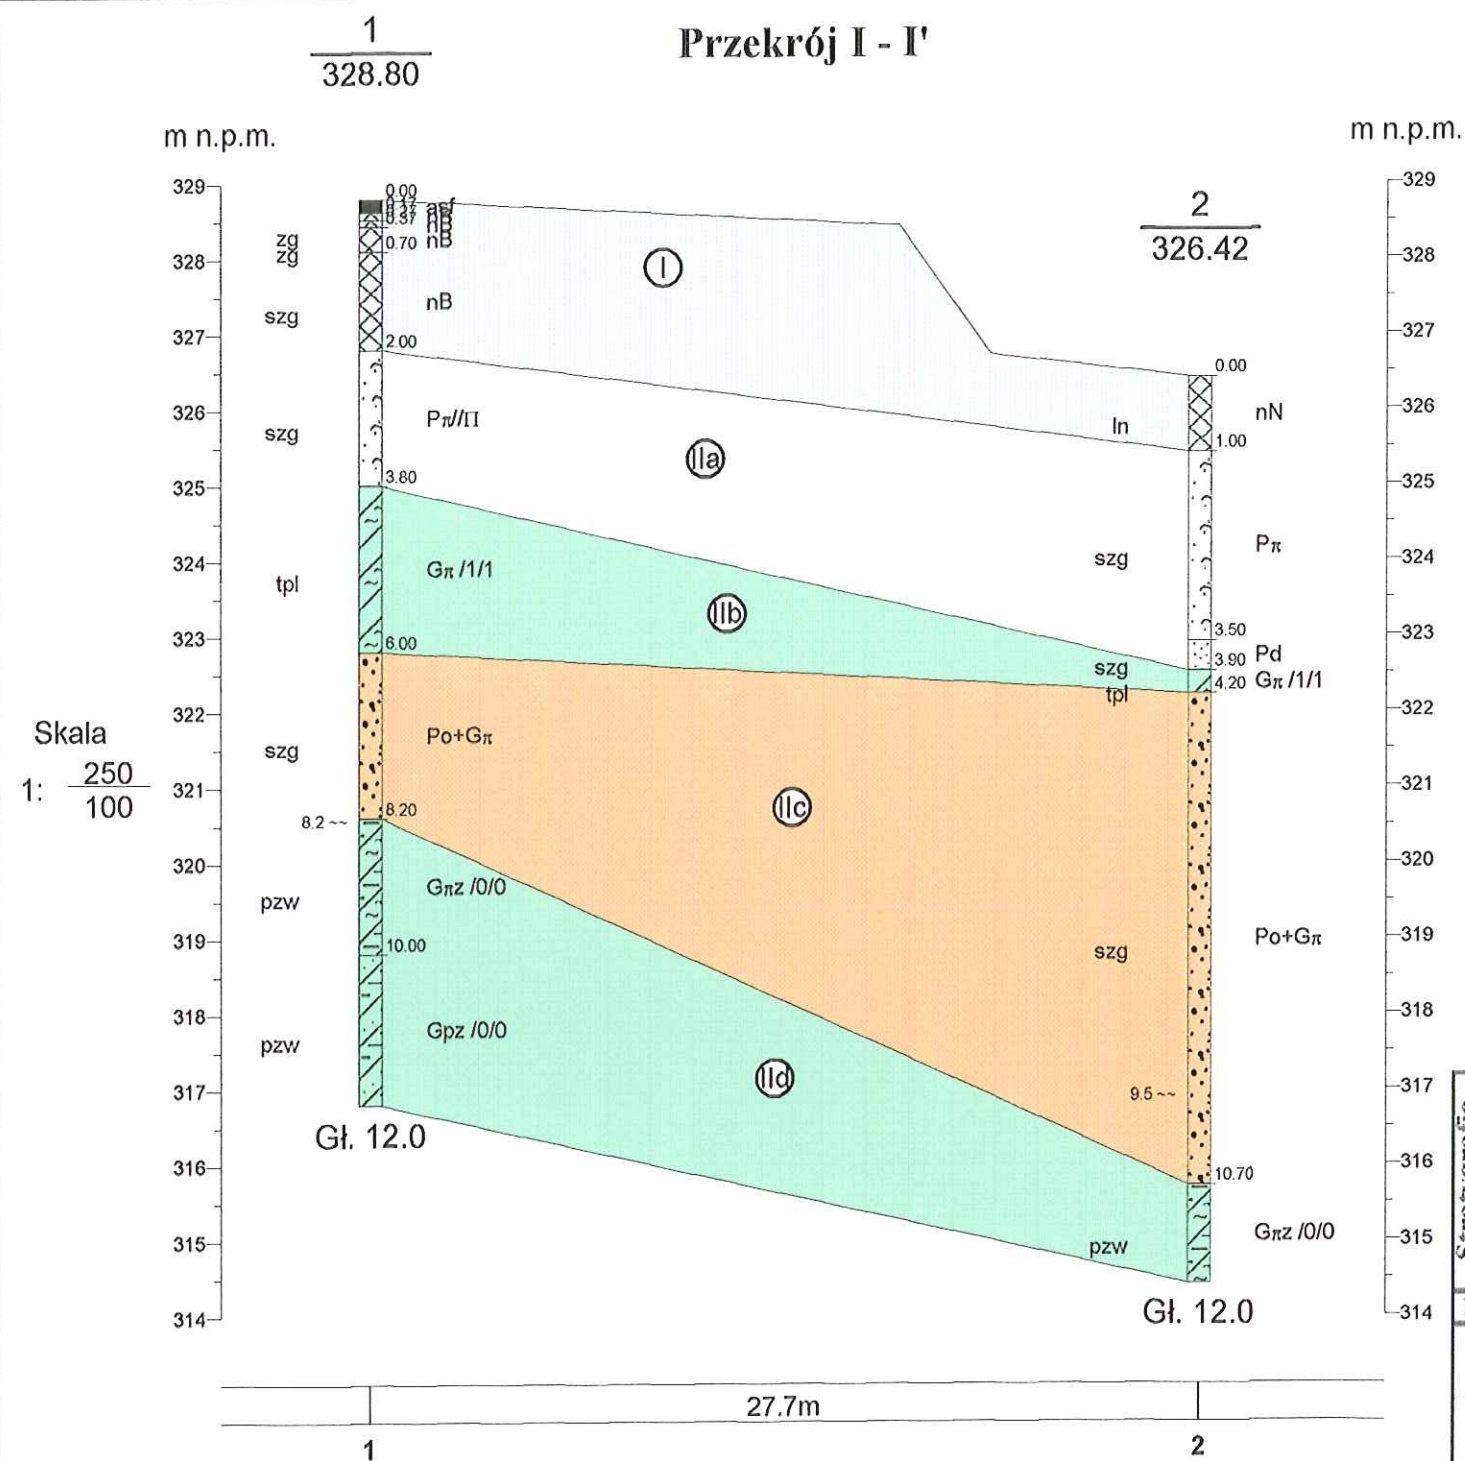 Przekrój I - I'
1
328.80
m n.p.m.
m n.p.m.
2
326.42
329
328
327
326
325
324
323
322
321
320
319
318
317
316
315
314
zg
zg
szg
szg
tpl
szg
8.2 ~~
pzw
pzw
0.00
0.37
0.70
2.00
3.80
6.00
8.20
10.00
asf
nB
nB
nB
nB
Pπ//Π
Gπ /1/1
Po+Gπ
Gπz /0/0
Gpz /0/0
Gł. 12.0
I
IIa
IIb
IIc
IId
ln
szg
szg
tpl
szg
9.5 ~~
pzw
0.00
1.00
3.50
3.90
4.20
10.70
nN
Pπ
Pd
Gπ /1/1
Po+Gπ
Gπz /0/0
Gł. 12.0
329
328
327
326
325
324
323
322
321
320
319
318
317
316
315
314
Skala
1: 250
100
27.7m
1
2